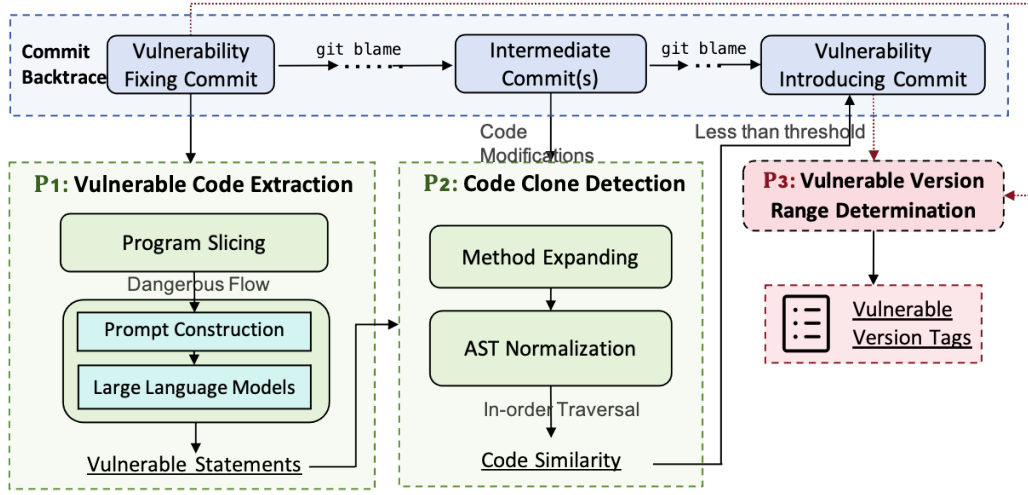 Commit
Backtrace
Vulnerability
Fixing Commit
git blame
Intermediate
Commit(s)
git blame
Vulnerability
Introducing Commit
Code
Modifications
Less than threshold
P1: Vulnerable Code Extraction
Program Slicing
Dangerous Flow
Prompt Construction
Large Language Models
Vulnerable Statements
P2: Code Clone Detection
Method Expanding
AST Normalization
In-order Traversal
Code Similarity
P3: Vulnerable Version
Range Determination
Vulnerable
Version Tags